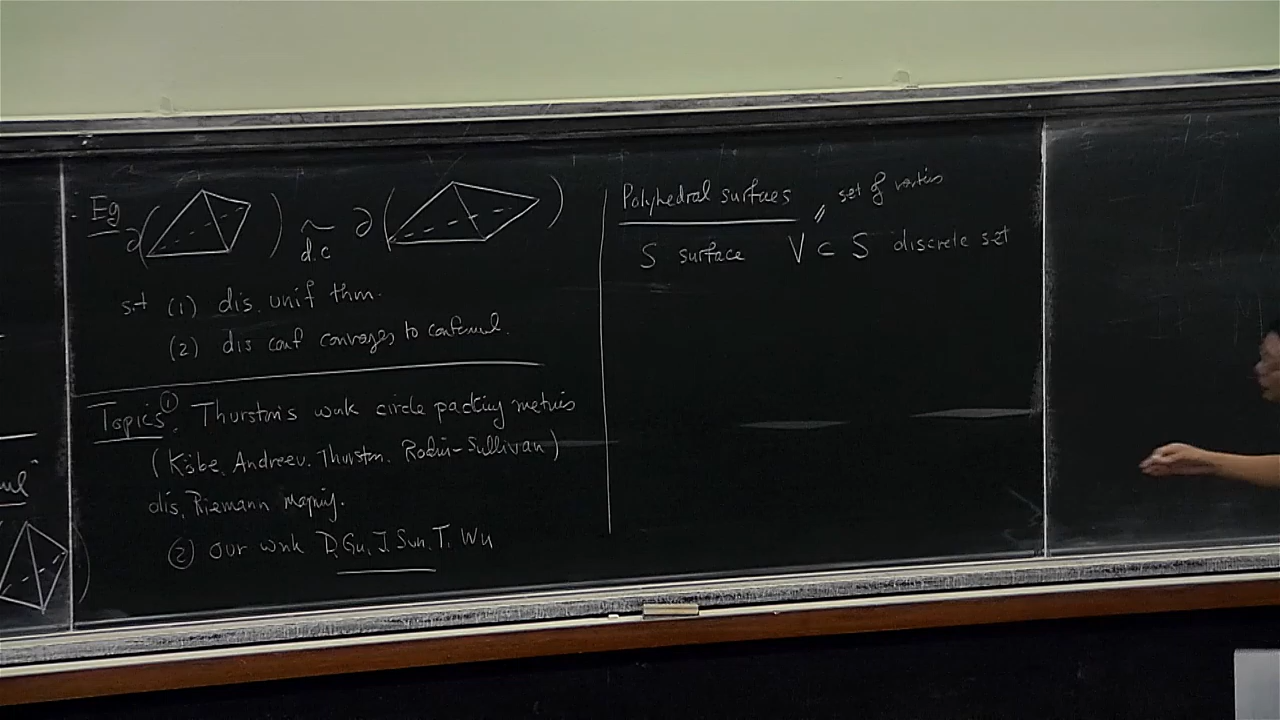 Eg ∂( ) ~ ∂( )
d.c
s.t (1) dis. unif thm.
(2) dis conf converges to conformal.
Topics ① Thurston's work circle packing metrics
(Köbe. Andreev. Thurston. Rodin-Sullivan)
dis. Riemann mapping.
② our work D. Gu, J. Sun, T. Wu
Polyhedral surfaces
set of vertices
S surface V ⊂ S discrete set